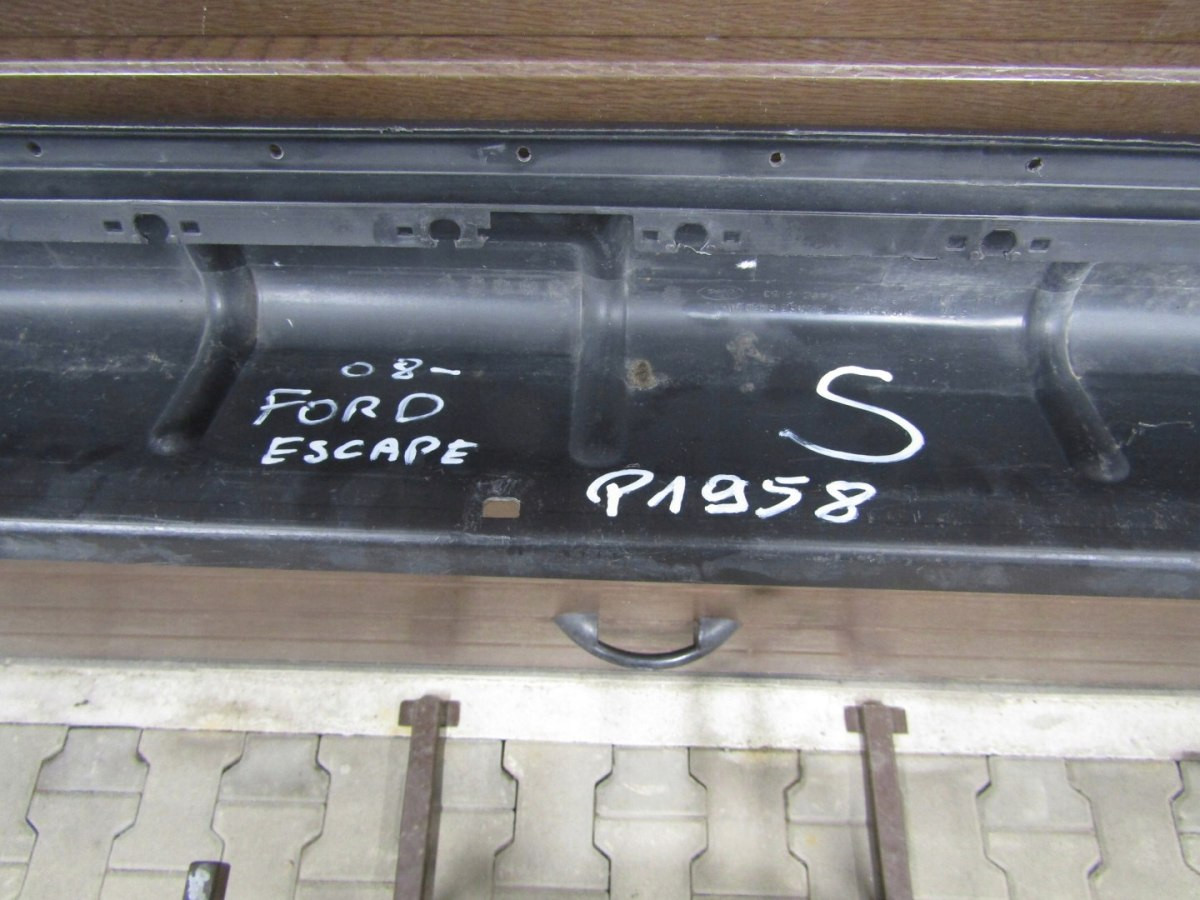 08-
FORD
ESCAPE
S
P1958